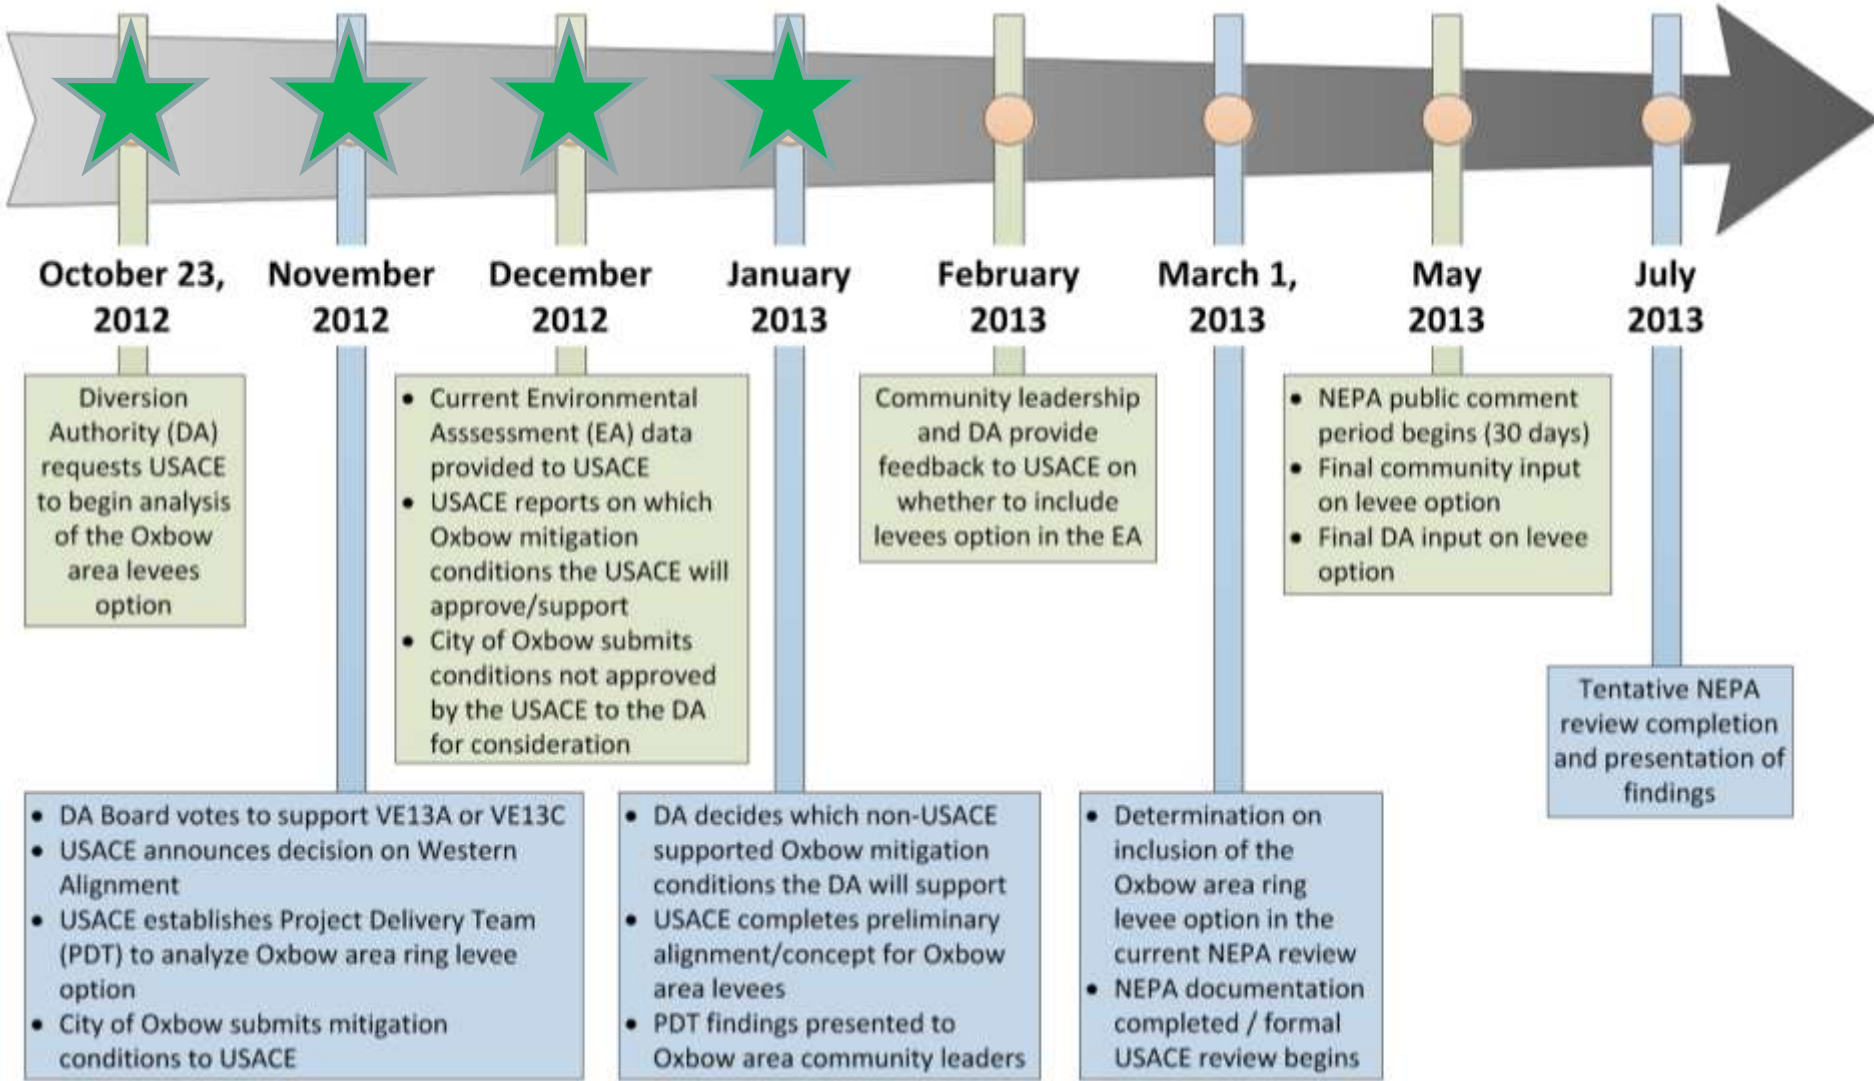 October 23,
2012
November
2012
December
2012
January
2013
February
2013
March 1,
2013
May
2013
July
2013
Diversion
Authority (DA)
requests USACE
to begin analysis
of the Oxbow
area levees
option
• Current Environmental
Asssessment (EA) data
provided to USACE
• USACE reports on which
Oxbow mitigation
conditions the USACE will
approve/support
• City of Oxbow submits
conditions not approved
by the USACE to the DA
for consideration
Community leadership
and DA provide
feedback to USACE on
whether to include
levees option in the EA
• NEPA public comment
period begins (30 days)
• Final community input
on levee option
• Final DA input on levee
option
Tentative NEPA
review completion
and presentation of
findings
• DA Board votes to support VE13A or VE13C
• USACE announces decision on Western
Alignment
• USACE establishes Project Delivery Team
(PDT) to analyze Oxbow area ring levee
option
• City of Oxbow submits mitigation
conditions to USACE
• DA decides which non-USACE
supported Oxbow mitigation
conditions the DA will support
• USACE completes preliminary
alignment/concept for Oxbow
area levees
• PDT findings presented to
Oxbow area community leaders
• Determination on
inclusion of the
Oxbow area ring
levee option in the
current NEPA review
• NEPA documentation
completed / formal
USACE review begins